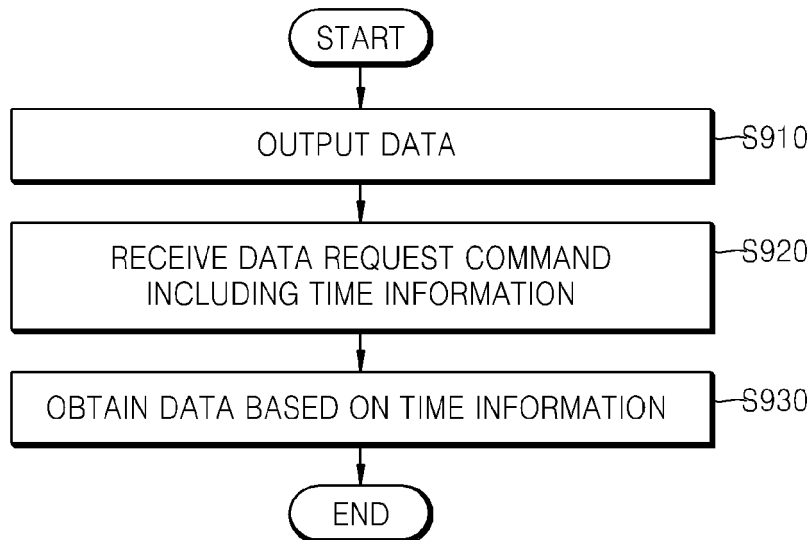 START
OUTPUT DATA
S910
RECEIVE DATA REQUEST COMMAND
INCLUDING TIME INFORMATION
S920
OBTAIN DATA BASED ON TIME INFORMATION
S930
END